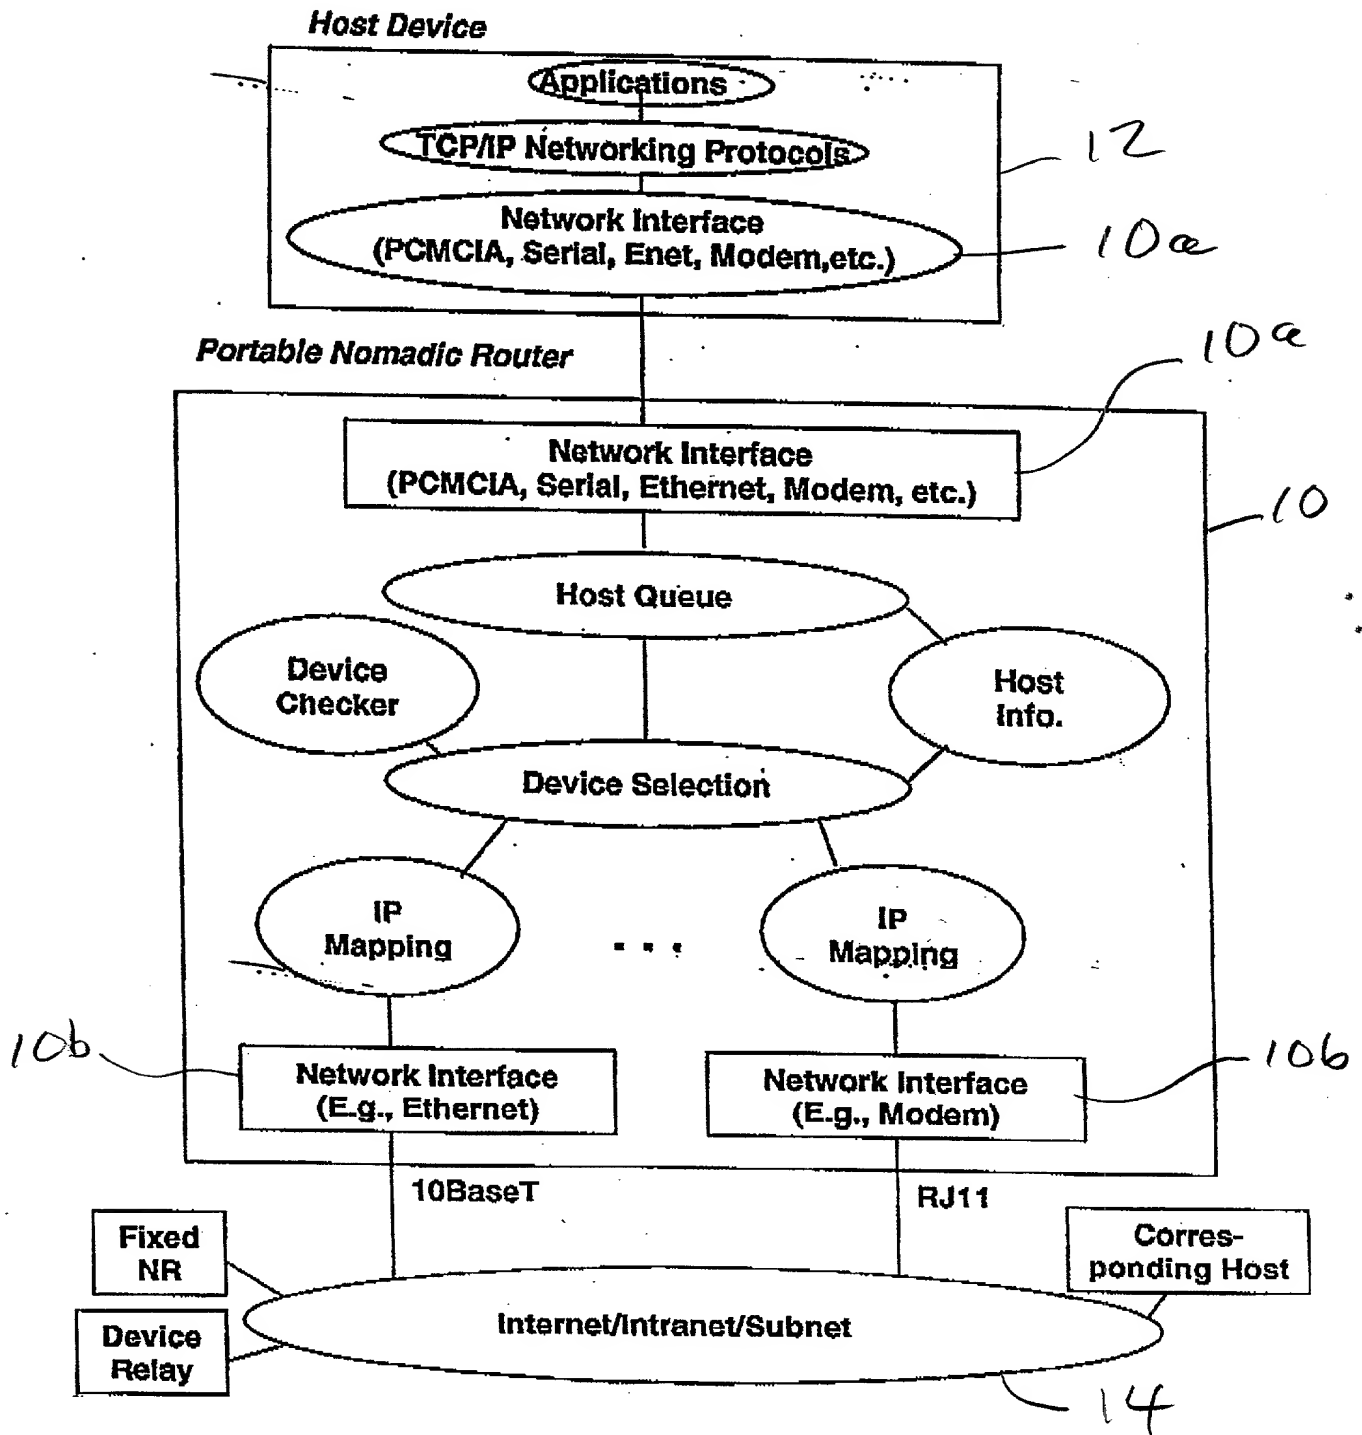 Host Device
Applications
TCP/IP Networking Protocols
12
Network Interface
(PCMCIA, Serial, Enet, Modem,etc.)
10a
Portable Nomadic Router
10a
Network Interface
(PCMCIA, Serial, Ethernet, Modem, etc.)
10
Host Queue
Device
Checker
Host
Info.
Device Selection
IP
Mapping
...
IP
Mapping
10b
Network Interface
(E.g., Ethernet)
Network Interface
(E.g., Modem)
10b
10BaseT
RJ11
Fixed
NR
Corres-
ponding Host
Internet/Intranet/Subnet
Device
Relay
14